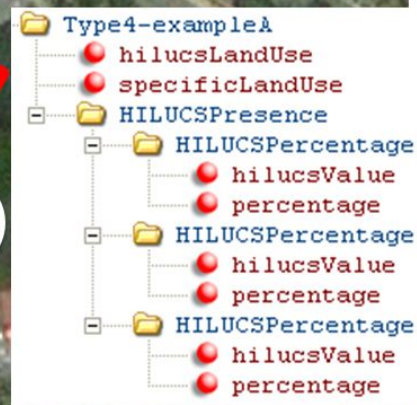 Type4-exampleA
hilucsLandUse
specificLandUse
HILUCSPresence
HILUCSPercentage
hilucsValue
percentage
HILUCSPercentage
hilucsValue
percentage
HILUCSPercentage
hilucsValue
percentage